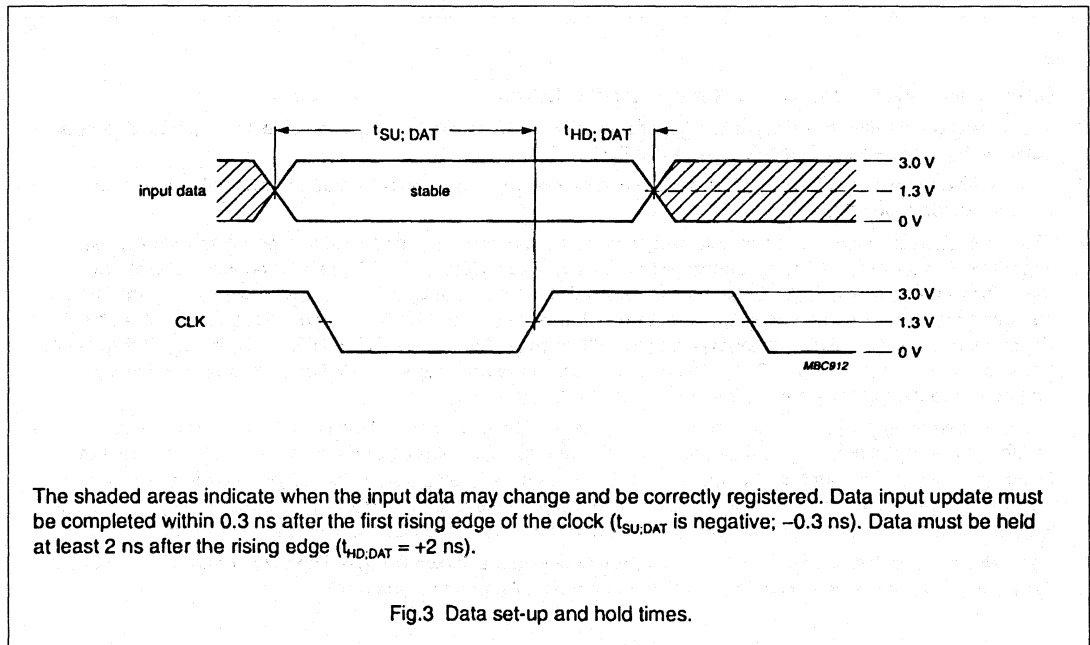 tSU; DAT
tHD; DAT
3.0 V
input data
stable
1.3 V
0 V
3.0 V
CLK
1.3 V
0 V
MBC912
The shaded areas indicate when the input data may change and be correctly registered. Data input update must
be completed within 0.3 ns after the first rising edge of the clock (tSU;DAT is negative; –0.3 ns). Data must be held
at least 2 ns after the rising edge (tHD;DAT = +2 ns).
Fig.3 Data set-up and hold times.